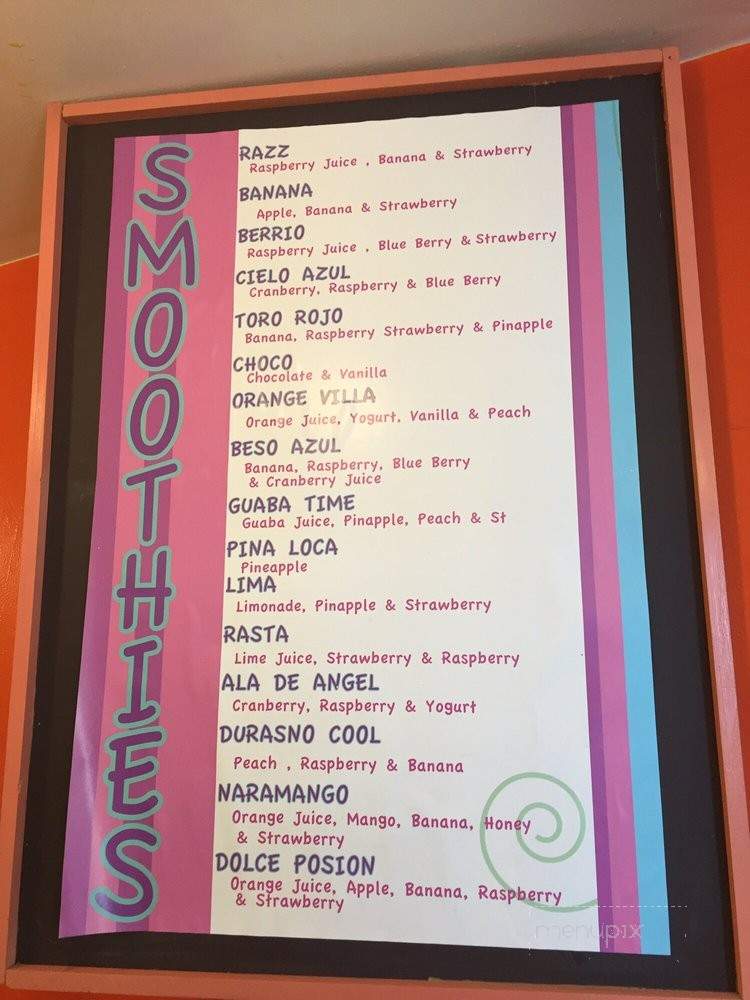 SMOOTHIES
RAZZ
Raspberry Juice , Banana & Strawberry
BANANA
Apple, Banana & Strawberry
BERRIO
Raspberry Juice , Blue Berry & Strawberry
CIELO AZUL
Cranberry, Raspberry & Blue Berry
TORO ROJO
Banana, Raspberry Strawberry & Pinapple
CHOCO
Chocolate & Vanilla
ORANGE VILLA
Orange Juice, Yogurt, Vanilla & Peach
BESO AZUL
Banana, Raspberry, Blue Berry
& Cranberry Juice
GUABA TIME
Guaba Juice, Pinapple, Peach & St
PINA LOCA
Pineapple
LIMA
Limonade, Pinapple & Strawberry
RASTA
Lime Juice, Strawberry & Raspberry
ALA DE ANGEL
Cranberry, Raspberry & Yogurt
DURASNO COOL
Peach , Raspberry & Banana
NARAMANGO
Orange Juice, Mango, Banana, Honey
& Strawberry
DOLCE POSION
Orange Juice, Apple, Banana, Raspberry
& Strawberry
menupix